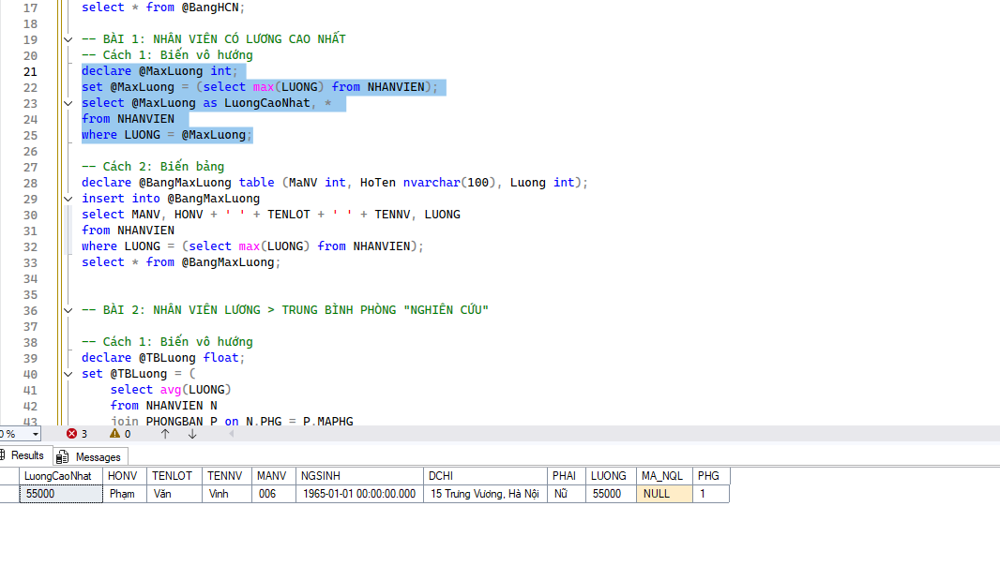 17 select * from @BangHCN;
18
19 -- BÀI 1: NHÂN VIÊN CÓ LƯƠNG CAO NHẤT
20 -- Cách 1: Biến vô hướng
21 declare @MaxLuong int;
22 set @MaxLuong = (select max(LUONG) from NHANVIEN);
23 select @MaxLuong as LuongCaoNhat, *
24 from NHANVIEN
25 where LUONG = @MaxLuong;
26
27 -- Cách 2: Biến bảng
28 declare @BangMaxLuong table (MaNV int, HoTen nvarchar(100), Luong int);
29 insert into @BangMaxLuong
30 select MANV, HONV + ' ' + TENLOT + ' ' + TENNV, LUONG
31 from NHANVIEN
32 where LUONG = (select max(LUONG) from NHANVIEN);
33 select * from @BangMaxLuong;
34
35
36 -- BÀI 2: NHÂN VIÊN LƯƠNG > TRUNG BÌNH PHÒNG "NGHIÊN CỨU"
37
38 -- Cách 1: Biến vô hướng
39 declare @TBLuong float;
40 set @TBLuong = (
41 select avg(LUONG)
42 from NHANVIEN N
43 join PHONGBAN P on N.PHG = P.MAPHG
0 % 3 0
Results Messages
LuongCaoNhat HONV TENLOT TENNV MANV NGSINH DCHI PHAI LUONG MA_NQL PHG
55000 Phạm Văn Vinh 006 1965-01-01 00:00:00.000 15 Trưng Vương, Hà Nội Nữ 55000 NULL 1